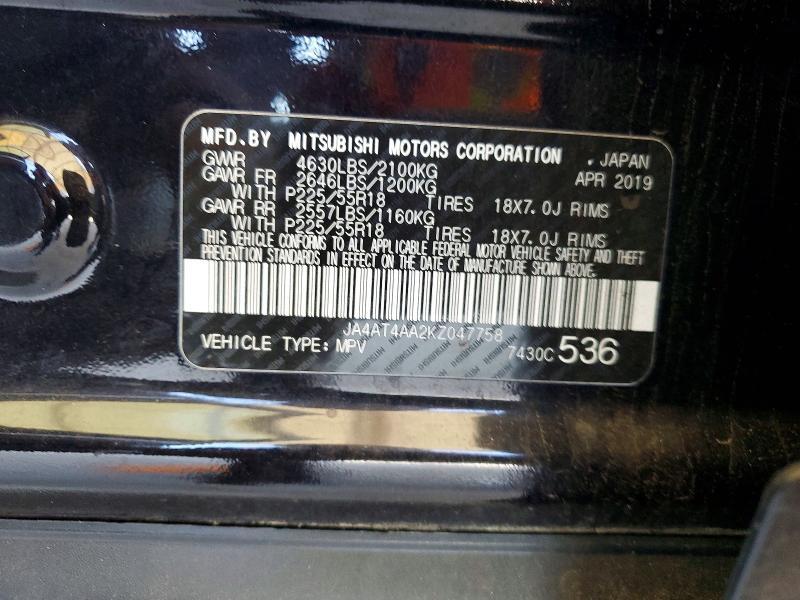 MFD.BY MITSUBISHI MOTORS CORPORATION . JAPAN
GVWR 4630LBS/2100KG APR 2019
GAWR FR 2646LBS/1200KG
WITH P225/55R18 TIRES 18X7.0J RIMS
GAWR RR 2557LBS/1160KG
WITH P225/55R18 TIRES 18X7.0J RIMS
THIS VEHICLE CONFORMS TO ALL APPLICABLE FEDERAL MOTOR VEHICLE SAFETY AND THEFT
PREVENTION STANDARDS IN EFFECT ON THE DATE OF MANUFACTURE SHOWN ABOVE.
JA4AT4AA2KZ047758
VEHICLE TYPE: MPV 7430C 536